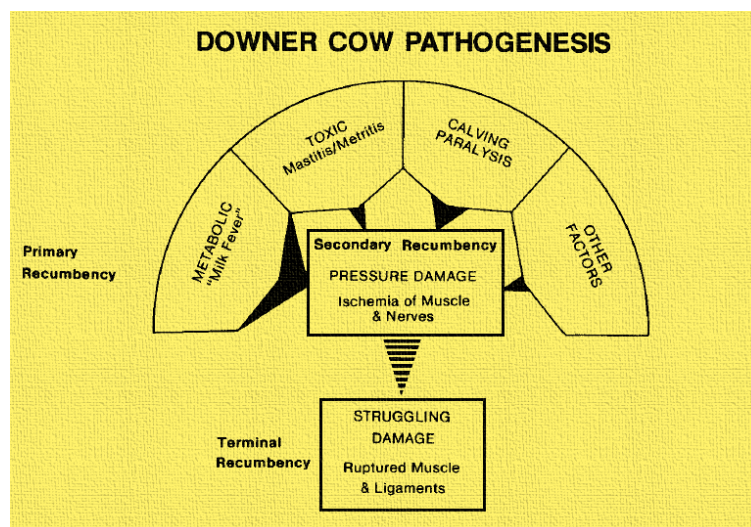 DOWNER COW PATHOGENESIS
TOXIC
Mastitis/Metritis
CALVING
PARALYSIS
METABOLIC
"Milk Fever"
OTHER
FACTORS
Primary
Recumbency
Secondary Recumbency
PRESSURE DAMAGE
Ischemia of Muscle
& Nerves
Terminal
Recumbency
STRUGGLING
DAMAGE
Ruptured Muscle
& Ligaments